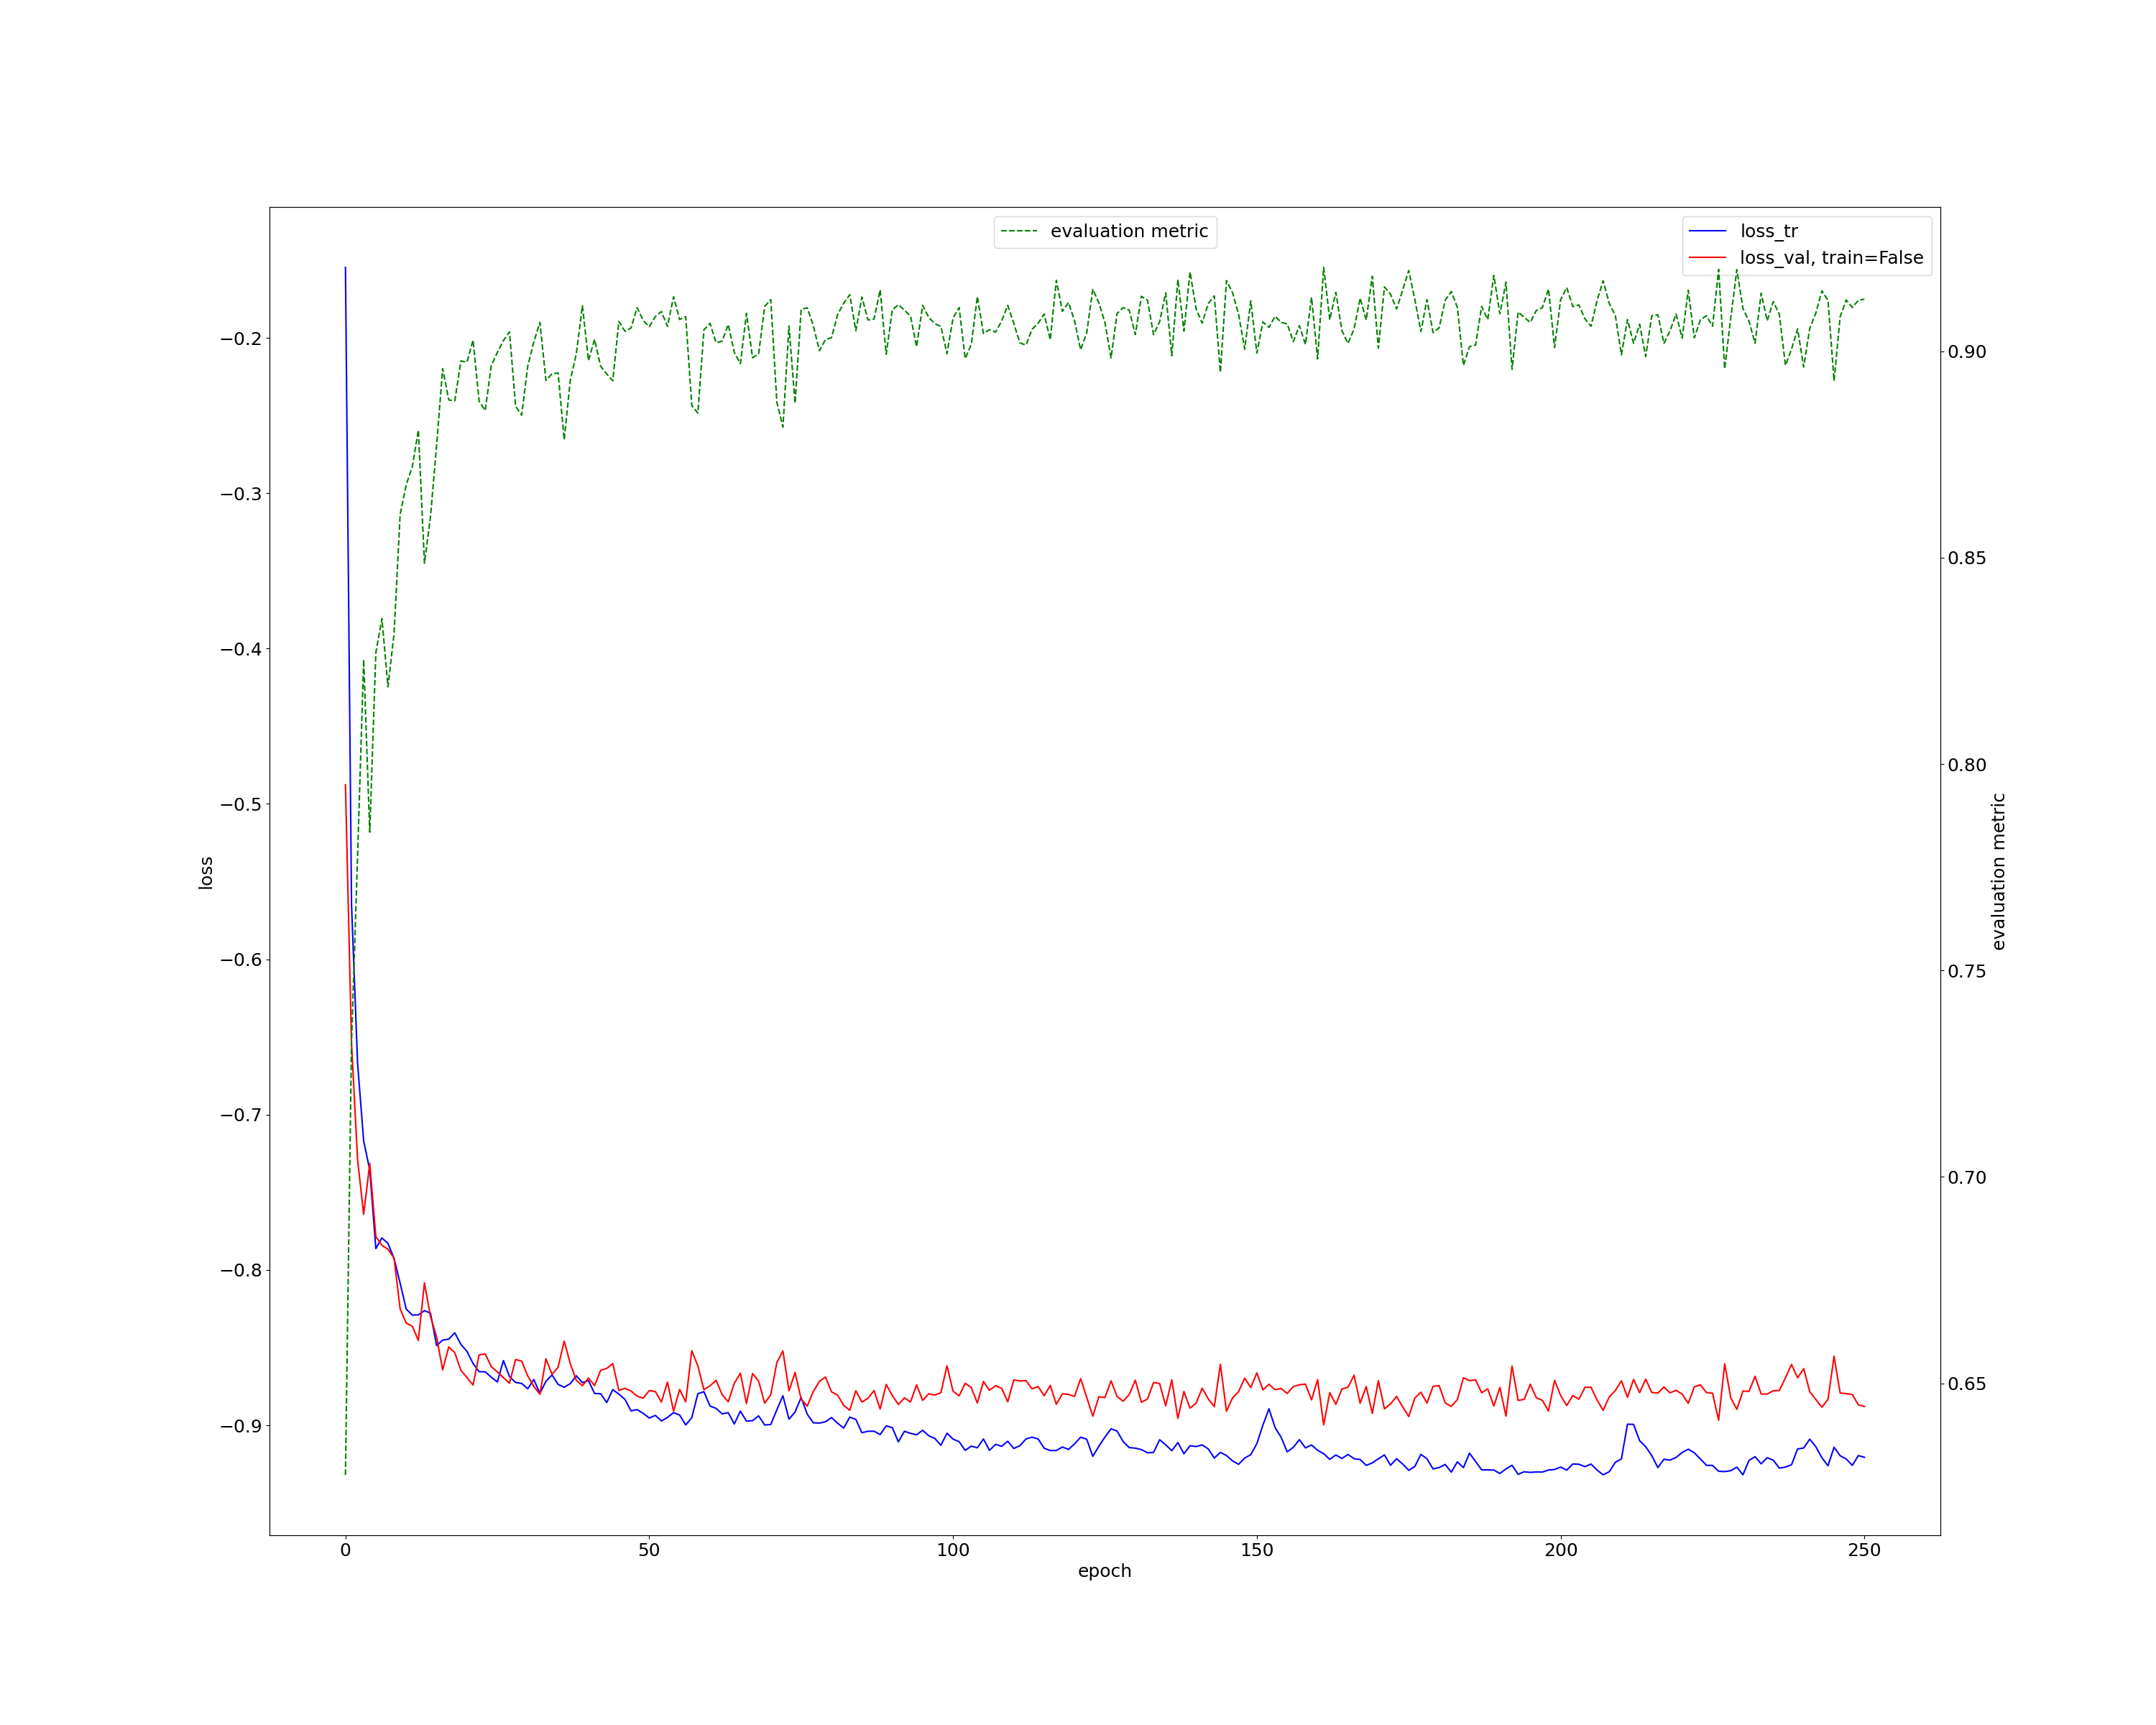 evaluation metric
loss_tr
loss_val, train=False
−0.2
−0.3
−0.4
−0.5
−0.6
−0.7
−0.8
−0.9
loss
0.90
0.85
0.80
0.75
0.70
0.65
evaluation metric
0 50 100 150 200 250
epoch